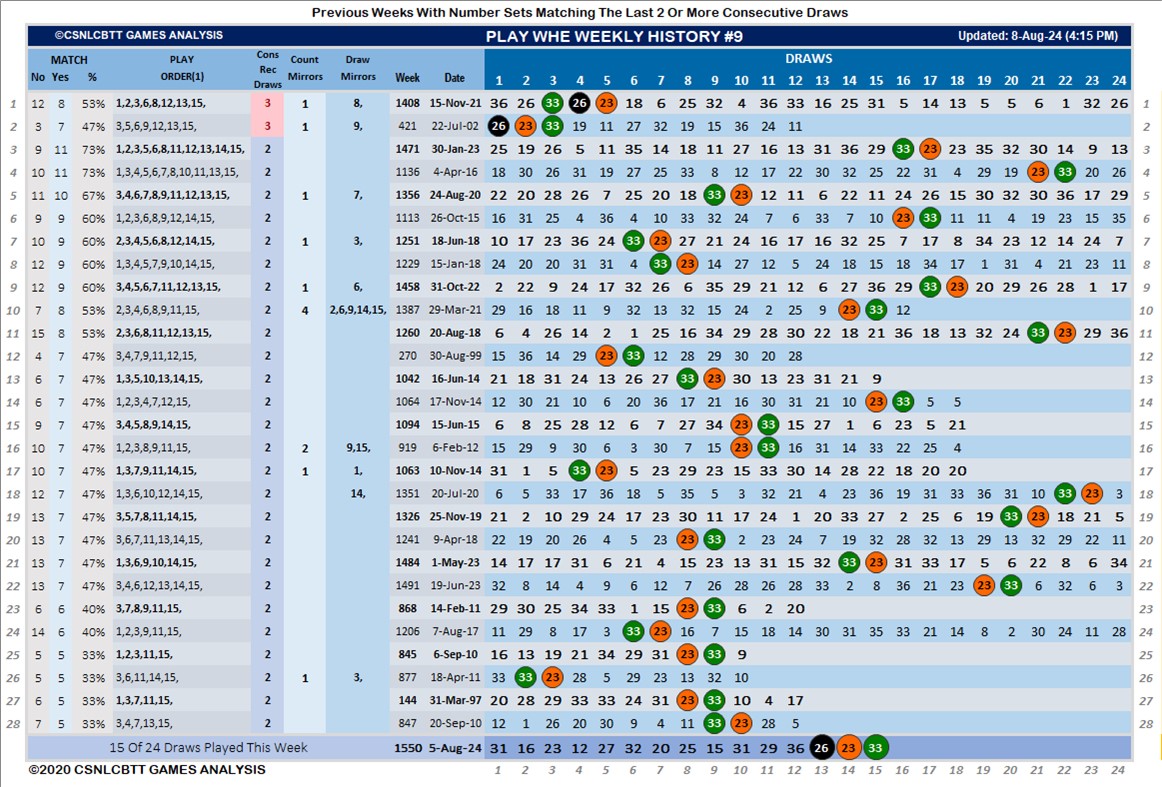 Previous Weeks With Number Sets Matching The Last 2 Or More Consecutive Draws
©CSNLCBTT GAMES ANALYSIS PLAY WHE WEEKLY HISTORY #9 Updated: 8-Aug-24 (4:15 PM)
MATCH PLAY Cons Count Draw DRAWS
No Yes % ORDER(1) Rec Draws Mirrors Mirrors Week Date 1 2 3 4 5 6 7 8 9 10 11 12 13 14 15 16 17 18 19 20 21 22 23 24
1 12 8 53% 1,2,3,6,8,12,13,15, 3 1 8, 1408 15-Nov-21 36 26 33 26 23 18 6 25 32 4 36 33 16 25 31 5 14 13 5 5 6 1 32 26 1
2 3 7 47% 3,5,6,9,12,13,15, 3 1 9, 421 22-Jul-02 26 23 33 19 11 27 32 19 15 36 24 11 2
3 9 11 73% 1,2,3,5,6,8,11,12,13,14,15, 2 1471 30-Jan-23 25 19 26 5 11 35 14 18 11 27 16 13 31 36 29 33 23 23 35 32 30 14 9 13 3
4 10 11 73% 1,3,4,5,6,7,8,10,11,13,15, 2 1136 4-Apr-16 18 30 26 31 19 27 25 33 8 12 17 22 30 32 25 22 31 4 29 19 23 33 20 26 4
5 11 10 67% 3,4,6,7,8,9,11,12,13,15, 2 1 7, 1356 24-Aug-20 22 20 28 26 7 25 20 18 33 23 12 11 6 22 11 24 26 15 30 32 30 36 17 29 5
6 9 9 60% 1,2,3,6,8,9,12,14,15, 2 1113 26-Oct-15 16 31 25 4 36 4 10 33 32 24 7 6 33 7 10 23 33 11 11 4 19 23 15 35 6
7 10 9 60% 2,3,4,5,6,8,12,14,15, 2 1 3, 1251 18-Jun-18 10 17 23 36 24 33 23 27 21 24 16 17 16 32 25 7 17 8 34 23 12 14 24 7 7
8 12 9 60% 1,3,4,5,7,9,10,14,15, 2 1229 15-Jan-18 24 20 20 31 31 4 33 23 14 27 12 5 24 18 15 18 34 17 1 31 4 21 23 11 8
9 12 9 60% 3,4,5,6,7,11,12,13,15, 2 1 6, 1458 31-Oct-22 2 22 9 24 17 32 26 6 35 29 21 12 6 27 36 29 33 23 20 29 26 28 1 17 9
10 7 8 53% 2,3,4,6,8,9,11,15, 2 4 2,6,9,14,15, 1387 29-Mar-21 29 16 18 11 9 32 13 32 15 24 2 25 9 23 33 12 10
11 15 8 53% 2,3,6,8,11,12,13,15, 2 1260 20-Aug-18 6 4 26 14 2 1 25 16 34 29 28 30 22 18 21 36 18 13 32 24 33 23 29 36 11
12 4 7 47% 3,4,7,9,11,12,15, 2 270 30-Aug-99 15 36 14 29 23 33 12 28 29 30 20 28 12
13 6 7 47% 1,3,5,10,13,14,15, 2 1042 16-Jun-14 21 18 31 24 13 26 27 33 23 30 13 23 31 21 9 13
14 6 7 47% 1,2,3,4,7,12,15, 2 1064 17-Nov-14 12 30 21 10 6 20 36 17 21 16 30 31 21 10 23 33 5 5 14
15 9 7 47% 3,4,5,8,9,14,15, 2 1094 15-Jun-15 6 8 25 28 12 6 7 27 34 23 33 15 27 1 6 23 5 21 15
16 10 7 47% 1,2,3,8,9,11,15, 2 2 9,15, 919 6-Feb-12 15 29 9 30 6 3 30 7 15 23 33 16 31 14 33 22 25 4 16
17 10 7 47% 1,3,7,9,11,14,15, 2 1 1, 1063 10-Nov-14 31 1 5 33 23 5 23 29 23 15 33 30 14 28 22 18 20 20 17
18 12 7 47% 1,3,6,10,12,14,15, 2 14, 1351 20-Jul-20 6 5 33 17 36 18 5 35 5 3 32 21 4 23 36 19 31 33 36 31 10 33 23 3 18
19 13 7 47% 3,5,7,8,11,14,15, 2 1326 25-Nov-19 21 2 10 29 24 17 23 30 11 17 24 1 20 33 27 2 25 6 19 33 23 18 21 5 19
20 13 7 47% 3,6,7,11,13,14,15, 2 1241 9-Apr-18 22 19 20 26 4 5 23 23 33 2 23 24 7 19 32 28 32 13 29 13 32 29 22 11 20
21 13 7 47% 1,3,6,9,10,14,15, 2 1484 1-May-23 14 17 17 31 6 21 4 15 23 13 31 15 32 33 23 31 33 17 5 6 22 8 6 34 21
22 13 7 47% 3,4,6,12,13,14,15, 2 1491 19-Jun-23 32 8 14 4 9 6 12 7 26 28 26 28 33 2 8 36 21 23 23 33 6 32 6 3 22
23 6 6 40% 3,7,8,9,11,15, 2 868 14-Feb-11 29 30 25 34 33 1 15 23 33 6 2 20 23
24 14 6 40% 1,2,3,9,11,15, 2 1206 7-Aug-17 11 29 8 17 3 33 23 16 7 15 18 14 30 31 35 33 21 14 8 2 30 24 11 28 24
25 5 5 33% 1,2,3,11,15, 2 845 6-Sep-10 16 13 19 21 34 29 31 23 33 9 25
26 5 5 33% 3,6,11,14,15, 2 1 3, 877 18-Apr-11 33 33 23 28 5 29 23 13 32 10 26
27 6 5 33% 1,3,7,11,15, 2 144 31-Mar-97 20 28 29 33 33 24 31 23 33 10 4 17 27
28 7 5 33% 3,4,7,13,15, 2 847 20-Sep-10 12 1 26 20 30 9 4 11 33 23 28 5 28
15 Of 24 Draws Played This Week 1550 5-Aug-24 31 16 23 12 27 32 20 25 15 31 29 36 26 23 33
©2020 CSNLCBTT GAMES ANALYSIS 1 2 3 4 5 6 7 8 9 10 11 12 13 14 15 16 17 18 19 20 21 22 23 24